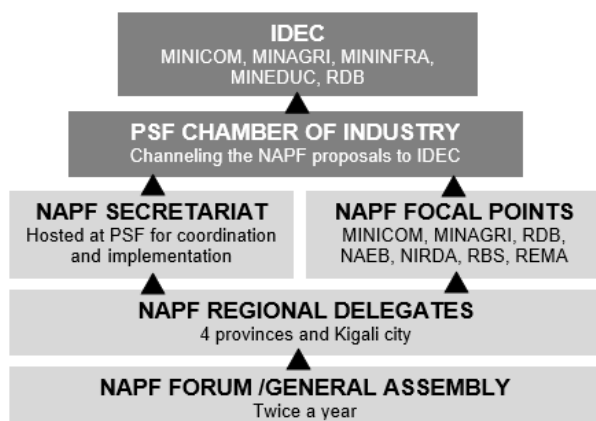 IDEC
MINICOM, MINAGRI, MININFRA,
MINEDUC, RDB
PSF CHAMBER OF INDUSTRY
Channeling the NAPF proposals to IDEC
NAPF SECRETARIAT
Hosted at PSF for coordination
and implementation
NAPF FOCAL POINTS
MINICOM, MINAGRI, RDB,
NAEB, NIRDA, RBS, REMA
NAPF REGIONAL DELEGATES
4 provinces and Kigali city
NAPF FORUM /GENERAL ASSEMBLY
Twice a year